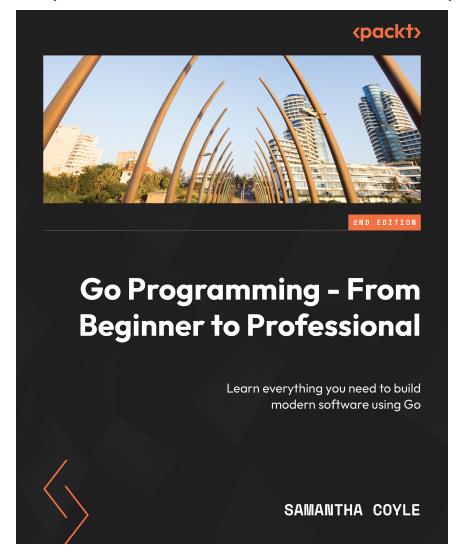 <packt>
2ND EDITION
Go Programming - From
Beginner to Professional
Learn everything you need to build
modern software using Go
SAMANTHA COYLE